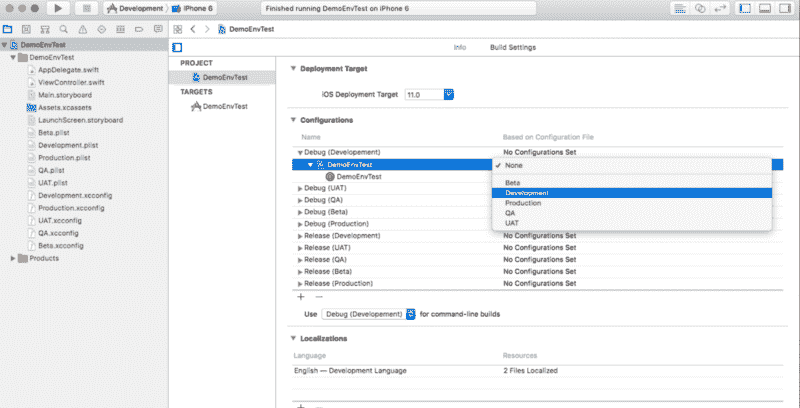 Development
iPhone 6
Finished running DemoEnvTest on iPhone 6
DemoEnvTest
DemoEnvTest
DemoEnvTest
AppDelegate.swift
ViewController.swift
Main.storyboard
Assets.xcassets
LaunchScreen.storyboard
Beta.plist
Development.plist
Production.plist
QA.plist
UAT.plist
Development.xcconfig
Production.xcconfig
UAT.xcconfig
QA.xcconfig
Beta.xcconfig
Products
Info
Build Settings
PROJECT
DemoEnvTest
TARGETS
DemoEnvTest
Deployment Target
iOS Deployment Target 11.0
Configurations
Name Based on Configuration File
Debug (Developement) No Configurations Set
DemoEnvTest
DemoEnvTest
Debug (UAT)
Debug (QA)
Debug (Beta)
Debug (Production)
Release (Development) No Configurations Set
Release (UAT) No Configurations Set
Release (QA) No Configurations Set
Release (Beta) No Configurations Set
Release (Production) No Configurations Set
✓ None
Beta
Development
Production
QA
UAT
+ −
Use Debug (Developement) for command-line builds
Localizations
Language Resources
English — Development Language 2 Files Localized
+ −